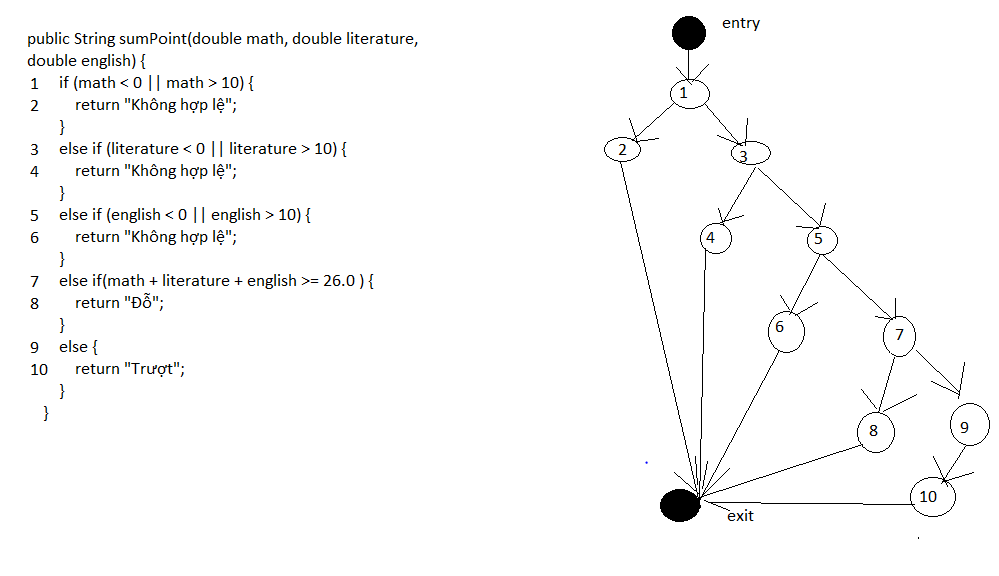 public String sumPoint(double math, double literature,
double english) {
1 if (math < 0 || math > 10) {
2 return "Không hợp lệ";
}
3 else if (literature < 0 || literature > 10) {
4 return "Không hợp lệ";
}
5 else if (english < 0 || english > 10) {
6 return "Không hợp lệ";
}
7 else if(math + literature + english >= 26.0 ) {
8 return "Đỗ";
}
9 else {
10 return "Trượt";
}
}
entry
1
2
3
4
5
6
7
8
9
10
exit